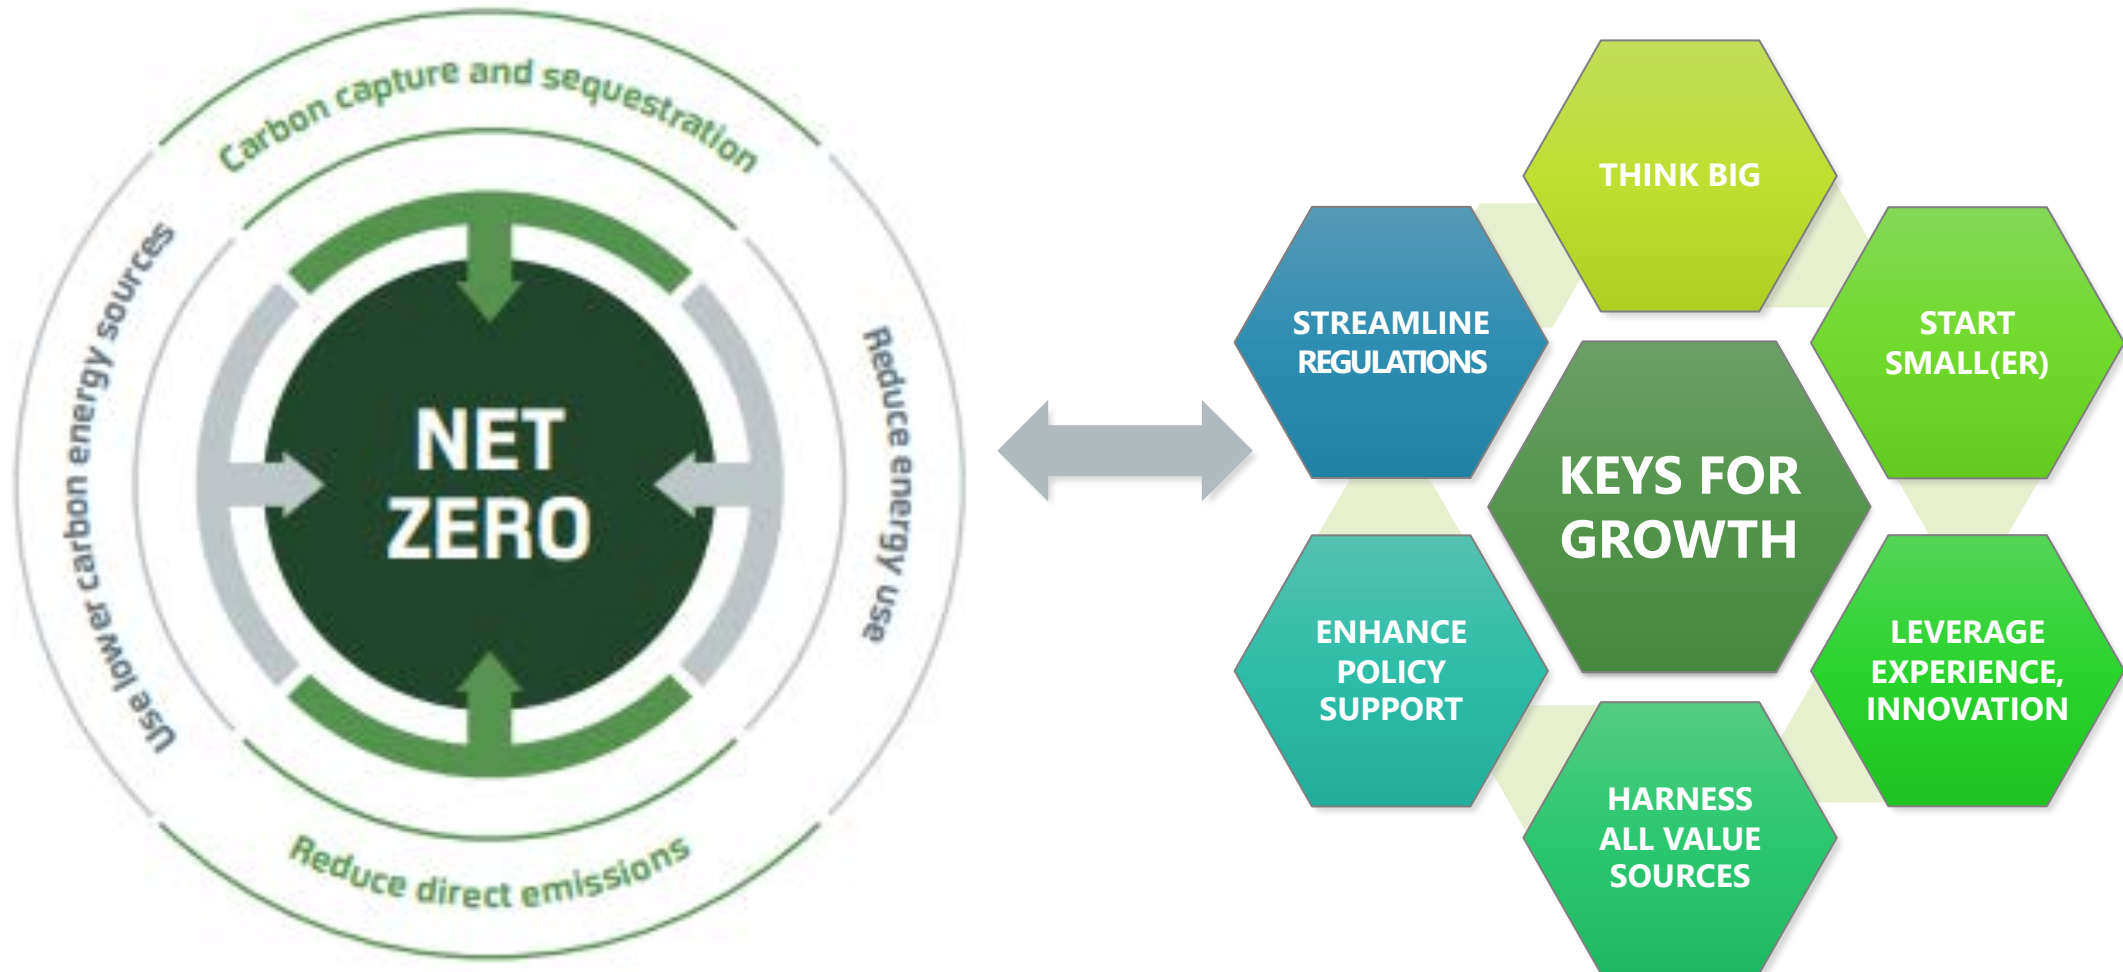 Carbon capture and sequestration
Use lower carbon energy sources
NET
ZERO
Reduce energy use
Reduce direct emissions
THINK BIG
STREAMLINE
REGULATIONS
START
SMALL(ER)
KEYS FOR
GROWTH
ENHANCE
POLICY
SUPPORT
LEVERAGE
EXPERIENCE,
INNOVATION
HARNESS
ALL VALUE
SOURCES